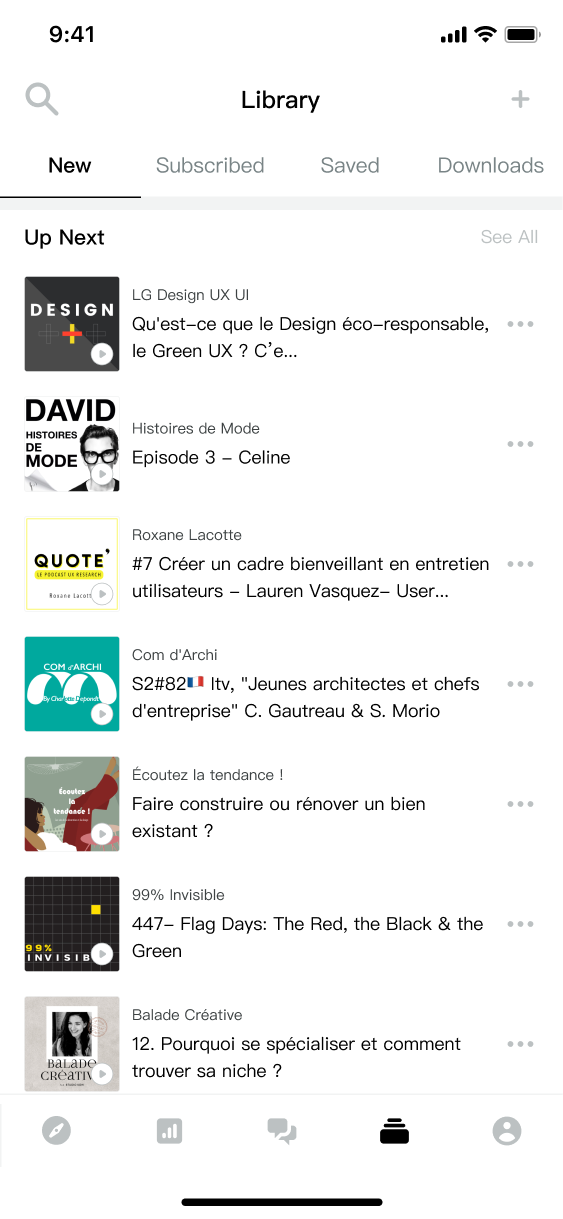 9:41
Library
New Subscribed Saved Downloads
Up Next See All
DESIGN
LG Design UX UI
Qu'est-ce que le Design éco-responsable,
le Green UX ? C’e...
DAVID
HISTOIRES
DE
MODE
Histoires de Mode
Episode 3 - Celine
QUOTE’
LE PODCAST UX RESEARCH
Roxane Lacott
Roxane Lacotte
#7 Créer un cadre bienveillant en entretien
utilisateurs - Lauren Vasquez- User...
COM d'ARCHI
By Charlotte
Com d'Archi
S2#82🇫🇷 Itv, "Jeunes architectes et chefs
d'entreprise" C. Gautreau & S. Morio
Écoutez
la
tendance !
Écoutez la tendance !
Faire construire ou rénover un bien
existant ?
99%
INVISIB
99% Invisible
447- Flag Days: The Red, the Black & the
Green
BALADE
CRÉATIV
Balade Créative
12. Pourquoi se spécialiser et comment
trouver sa niche ?